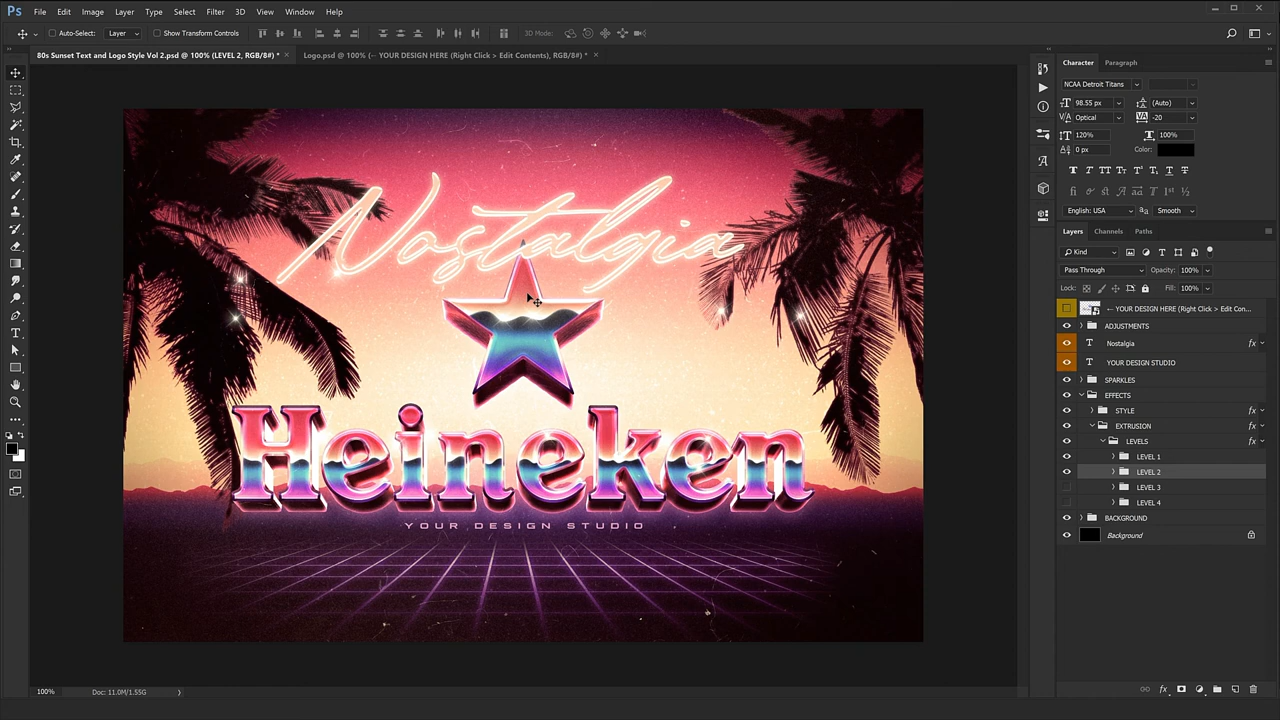 Ps File Edit Image Layer Type Select Filter 3D View Window Help
Auto-Select: Layer Show Transform Controls 3D Mode:
80s Sunset Text and Logo Style Vol 2.psd @ 100% (LEVEL 2, RGB/8#) * × Logo.psd @ 100% (← YOUR DESIGN HERE (Right Click > Edit Contents), RGB/8#) * ×
Character Paragraph
NCAA Detroit Titans
98.55 px (Auto)
Optical -20
120% 100%
0 px Color:
English: USA Smooth
Layers Channels Paths
Kind
Pass Through Opacity: 100%
Lock: Fill: 100%
← YOUR DESIGN HERE (Right Click > Edit Con...
ADJUSTMENTS
Nostalgia fx
YOUR DESIGN STUDIO
SPARKLES
EFFECTS
STYLE fx
EXTRUSION fx
LEVELS fx
LEVEL 1
LEVEL 2
LEVEL 3
LEVEL 4
BACKGROUND
Background
Nostalgia
Heineken
YOUR DESIGN STUDIO
100% Doc: 11.0M/1.55G